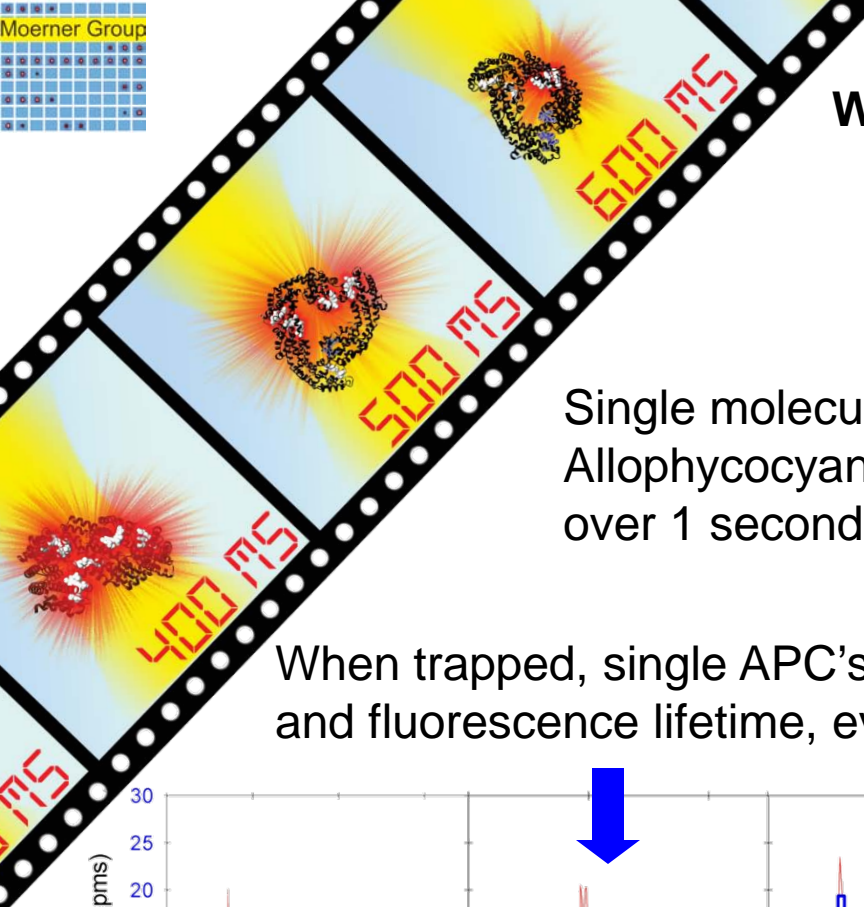 Moerner Group
W
600 MS
500 MS
Single molecu
Allophycocyan
over 1 second
400 MS
When trapped, single APC's
and fluorescence lifetime, ev
MS
30
25
20
pms)